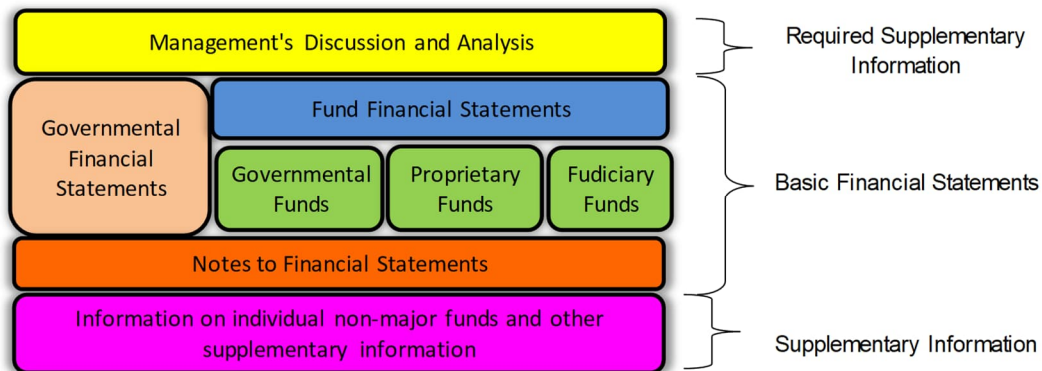 Management's Discussion and Analysis
Required Supplementary
Information
Governmental
Financial
Statements
Fund Financial Statements
Governmental
Funds
Proprietary
Funds
Fudiciary
Funds
Basic Financial Statements
Notes to Financial Statements
Information on individual non-major funds and other
supplementary information
Supplementary Information